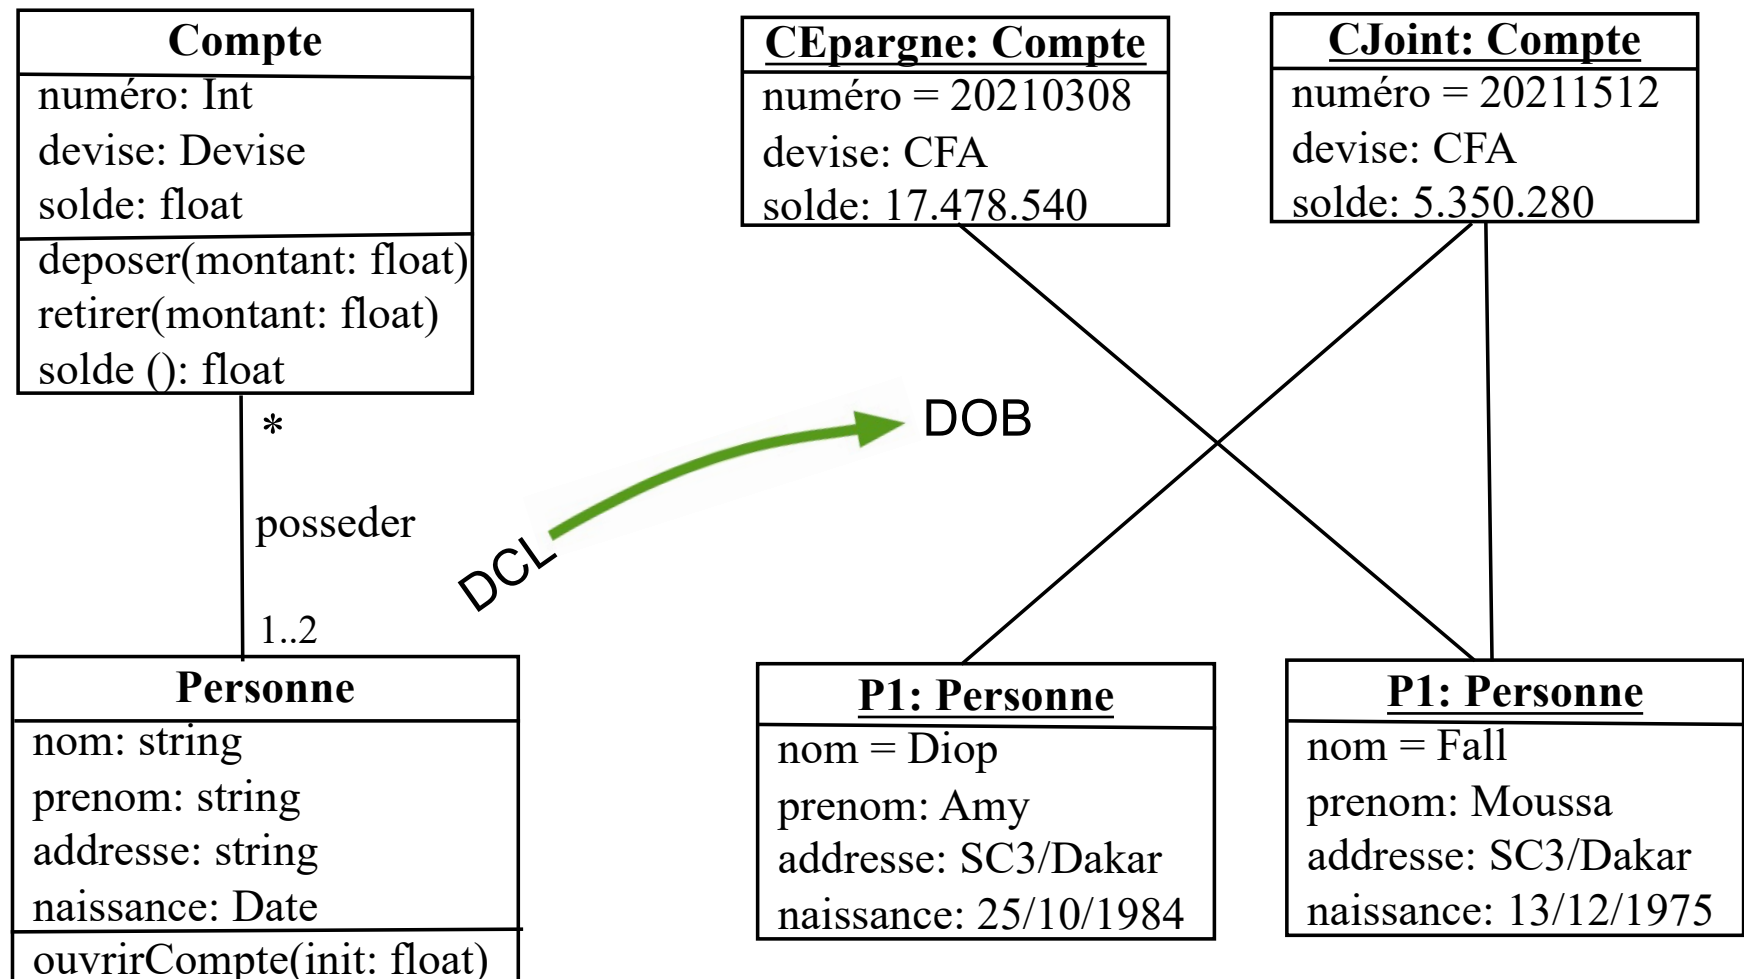 Compte
numéro: Int
devise: Devise
solde: float
deposer(montant: float)
retirer(montant: float)
solde (): float
*
posseder
1..2
Personne
nom: string
prenom: string
addresse: string
naissance: Date
ouvrirCompte(init: float)
DCL
DOB
CEpargne: Compte
numéro = 20210308
devise: CFA
solde: 17.478.540
CJoint: Compte
numéro = 20211512
devise: CFA
solde: 5.350.280
P1: Personne
nom = Diop
prenom: Amy
addresse: SC3/Dakar
naissance: 25/10/1984
P1: Personne
nom = Fall
prenom: Moussa
addresse: SC3/Dakar
naissance: 13/12/1975